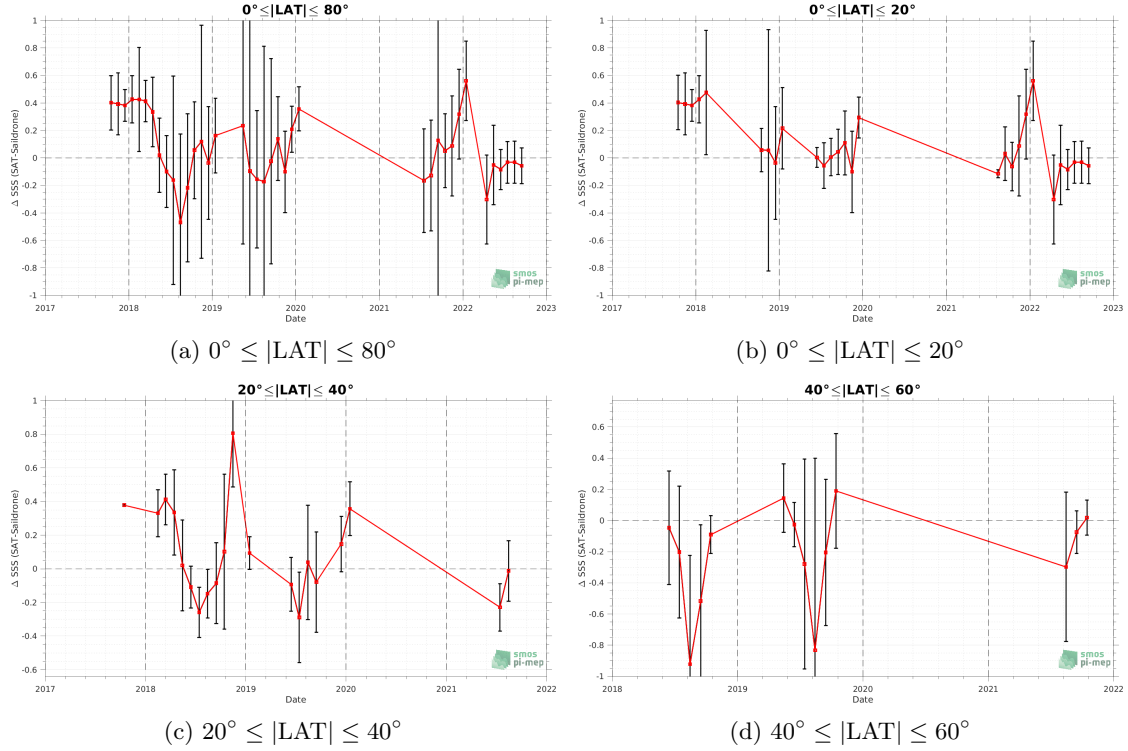 0°≤|LAT|≤ 80°
1
0.8
0.6
0.4
0.2
0
-0.2
-0.4
-0.6
-0.8
-1
Δ SSS (SAT-Saildrone)
2017
2018
2019
2020
2021
2022
2023
Date
smos
pi-mep
(a) 0° ≤ |LAT| ≤ 80°
0°≤|LAT|≤ 20°
1
0.8
0.6
0.4
0.2
0
-0.2
-0.4
-0.6
-0.8
-1
Δ SSS (SAT-Saildrone)
2017
2018
2019
2020
2021
2022
2023
Date
smos
pi-mep
(b) 0° ≤ |LAT| ≤ 20°
20°≤|LAT|≤ 40°
1
0.8
0.6
0.4
0.2
0
-0.2
-0.4
-0.6
Δ SSS (SAT-Saildrone)
2017
2018
2019
2020
2021
2022
Date
smos
pi-mep
(c) 20° ≤ |LAT| ≤ 40°
40°≤|LAT|≤ 60°
0.6
0.4
0.2
0
-0.2
-0.4
-0.6
-0.8
-1
Δ SSS (SAT-Saildrone)
2018
2019
2020
2021
2022
Date
smos
pi-mep
(d) 40° ≤ |LAT| ≤ 60°